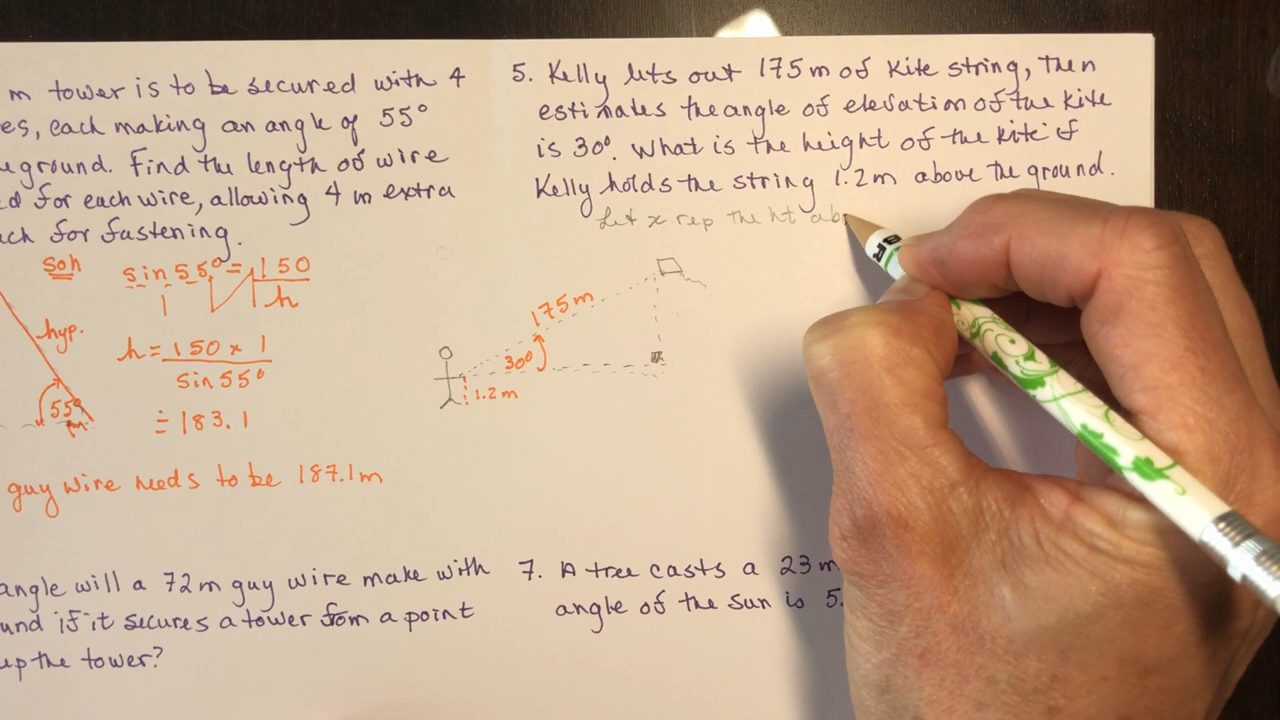 m tower is to be secured with 4
es, each making an angle of 55°
e ground. Find the length of wire
ed for each wire, allowing 4 m extra
ach for fastening.
soh
sin 55° = 150
h
1
hyp.
h = 150 × 1
sin 55°
55°
≐ 183.1
guy wire needs to be 187.1m
5. Kelly lets out 175m of Kite string, then
estimates the angle of elevation of the kite
is 30°. What is the height of the kite if
Kelly holds the string 1.2m above the ground.
Let x rep the ht ab
175m
30°
1.2m
angle will a 72m guy wire make with
und if it secures a tower from a point
up the tower?
7. A tree casts a 23m
angle of the sun is 5